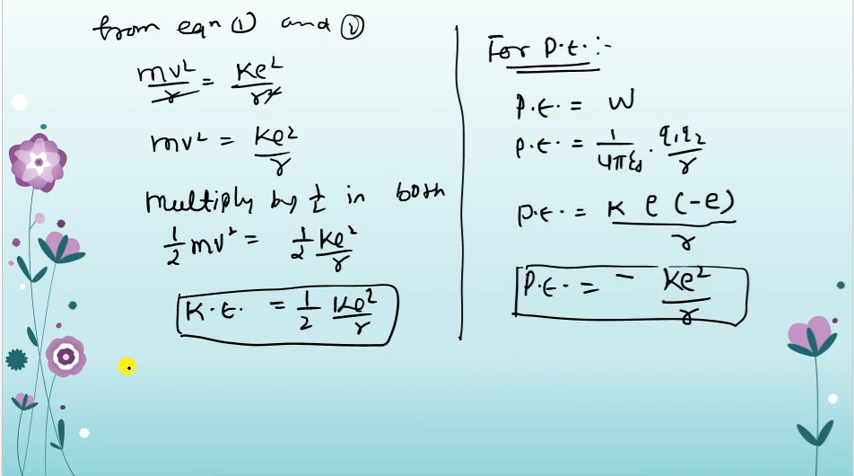 from eqn ① and ②
mv²/r = Ke²/r²
mv² = Ke²/r
Multiply by ½ in both
½ mv² = ½ Ke²/r
K.E. = ½ Ke²/r
For P.E. :-
P.E. = W
P.E. = 1/4πε₀ . q₁q₂/r
P.E. = K e (-e)/r
P.E. = - Ke²/r